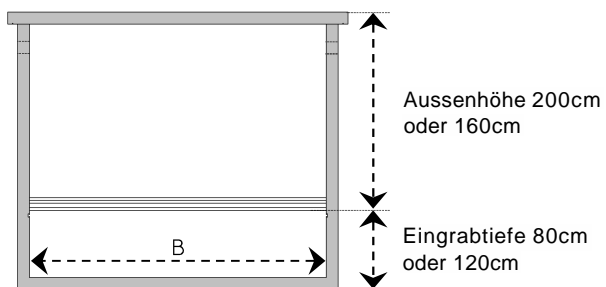 Aussenhöhe 200cm
oder 160cm
Eingrabtiefe 80cm
oder 120cm
B